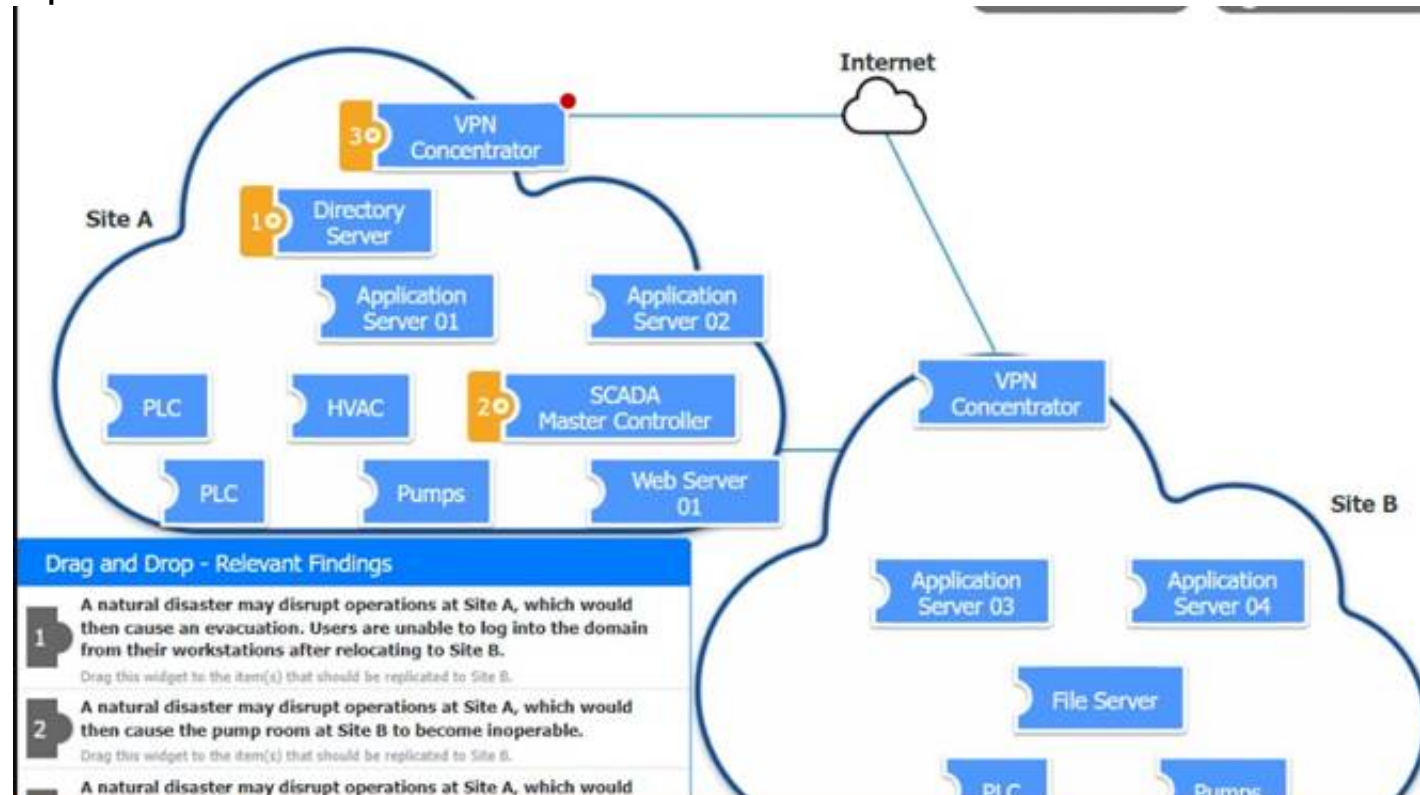 Internet
3
VPN
Concentrator
Site A
1
Directory
Server
Application
Server 01
Application
Server 02
VPN
Concentrator
PLC
HVAC
2
SCADA
Master Controller
PLC
Pumps
Web Server
01
Site B
Drag and Drop - Relevant Findings
1
A natural disaster may disrupt operations at Site A, which would
then cause an evacuation. Users are unable to log into the domain
from their workstations after relocating to Site B.
Drag this widget to the item(s) that should be replicated to Site B.
2
A natural disaster may disrupt operations at Site A, which would
then cause the pump room at Site B to become inoperable.
Drag this widget to the item(s) that should be replicated to Site B.
A natural disaster may disrupt operations at Site A, which would
Application
Server 03
Application
Server 04
File Server
PLC
Pumps